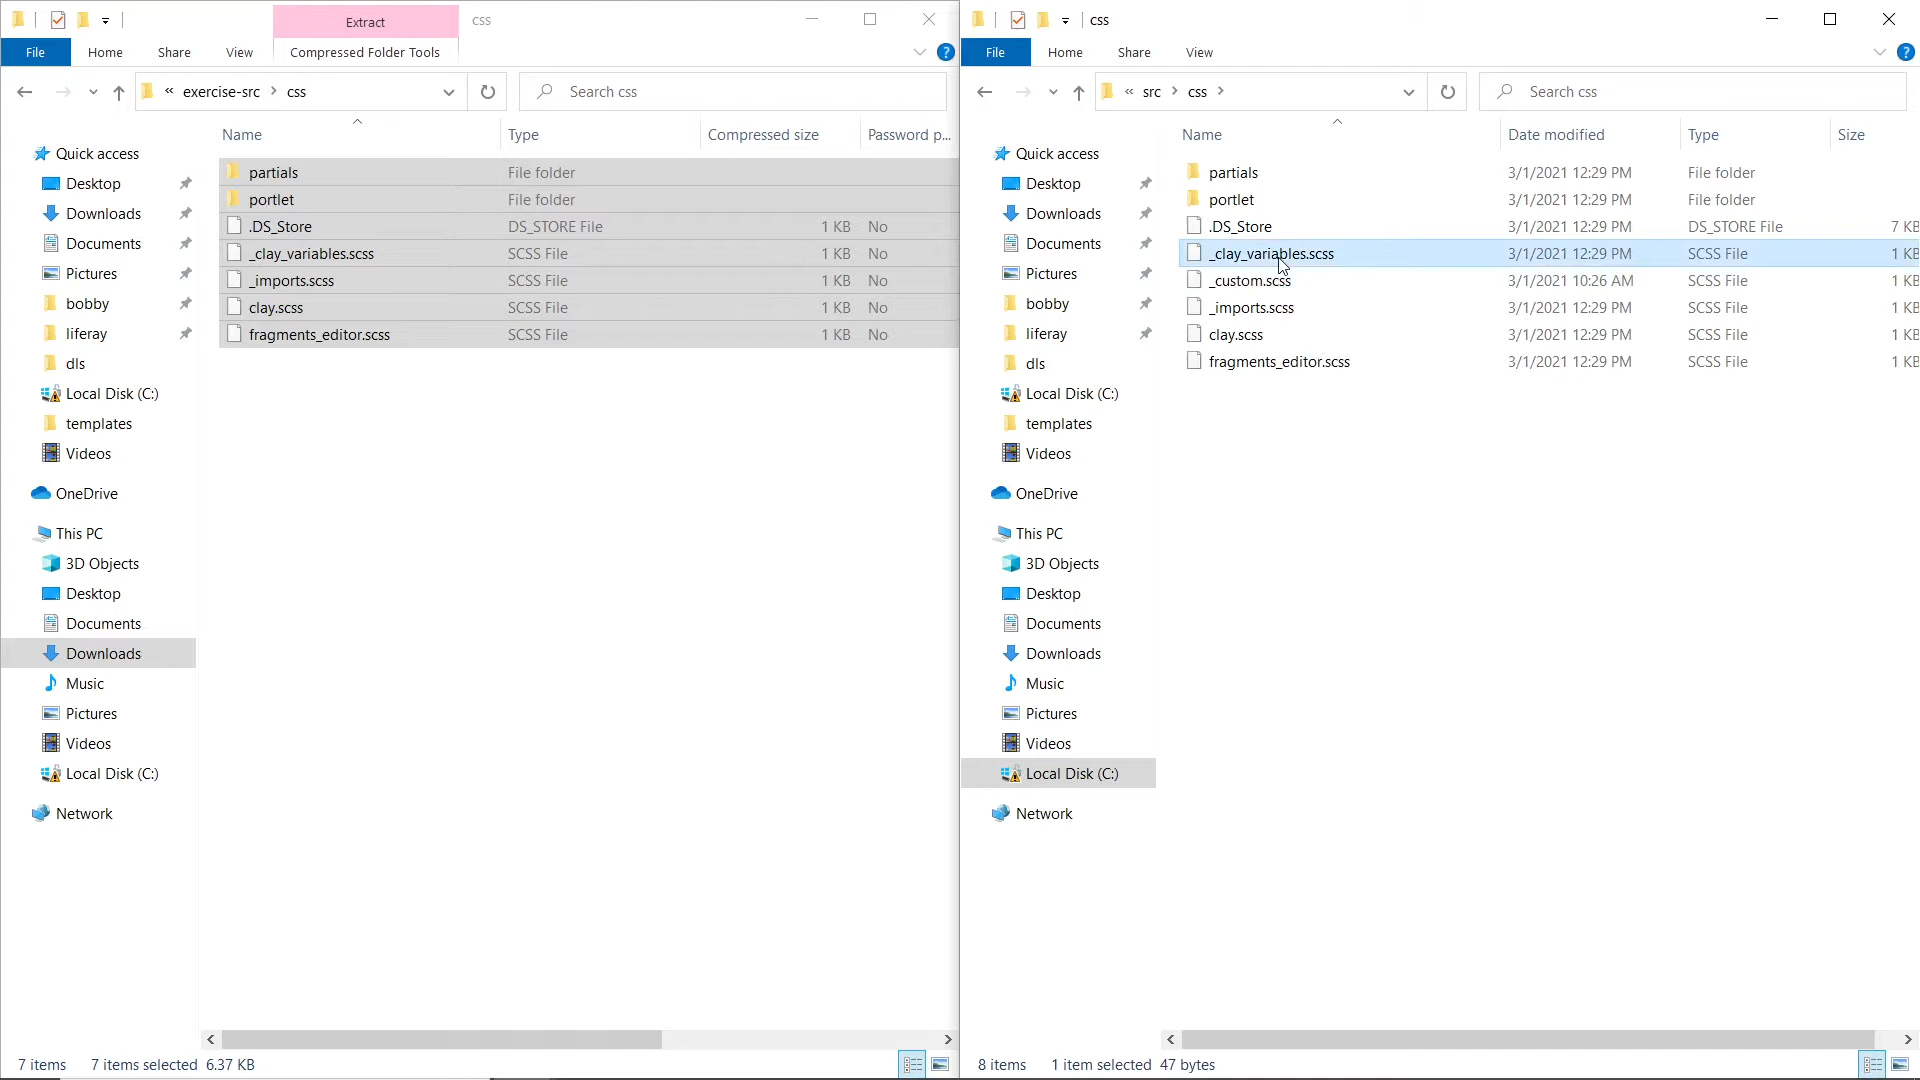 Extract
css
File
Home
Share
View
Compressed Folder Tools
?
« exercise-src > css
Search css
Name
Type
Compressed size
Password p...
Quick access
Desktop
Downloads
Documents
Pictures
bobby
liferay
dls
Local Disk (C:)
templates
Videos
OneDrive
This PC
3D Objects
Desktop
Documents
Downloads
Music
Pictures
Videos
Local Disk (C:)
Network
partials File folder
portlet File folder
.DS_Store DS_STORE File 1 KB No
_clay_variables.scss SCSS File 1 KB No
_imports.scss SCSS File 1 KB No
clay.scss SCSS File 1 KB No
fragments_editor.scss SCSS File 1 KB No
7 items 7 items selected 6.37 KB
css
File
Home
Share
View
?
« src > css >
Search css
Name
Date modified
Type
Size
Quick access
Desktop
Downloads
Documents
Pictures
bobby
liferay
dls
Local Disk (C:)
templates
Videos
OneDrive
This PC
3D Objects
Desktop
Documents
Downloads
Music
Pictures
Videos
Local Disk (C:)
Network
partials 3/1/2021 12:29 PM File folder
portlet 3/1/2021 12:29 PM File folder
.DS_Store 3/1/2021 12:29 PM DS_STORE File 7 KB
_clay_variables.scss 3/1/2021 12:29 PM SCSS File 1 KB
_custom.scss 3/1/2021 10:26 AM SCSS File 1 KB
_imports.scss 3/1/2021 12:29 PM SCSS File 1 KB
clay.scss 3/1/2021 12:29 PM SCSS File 1 KB
fragments_editor.scss 3/1/2021 12:29 PM SCSS File 1 KB
8 items 1 item selected 47 bytes